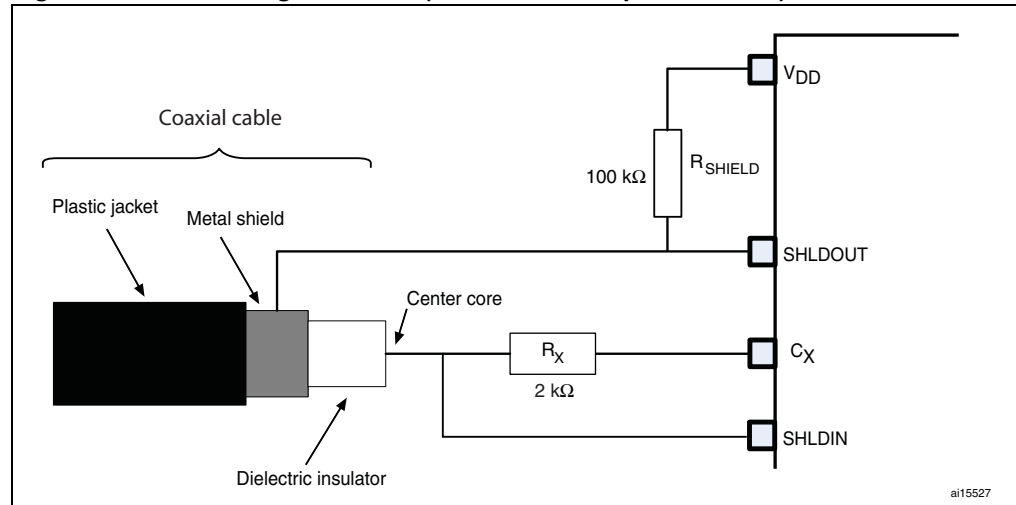 Coaxial cable
Plastic jacket
Metal shield
Center core
Dielectric insulator
100 kΩ
RSHIELD
RX
2 kΩ
VDD
SHLDOUT
CX
SHLDIN
ai15527